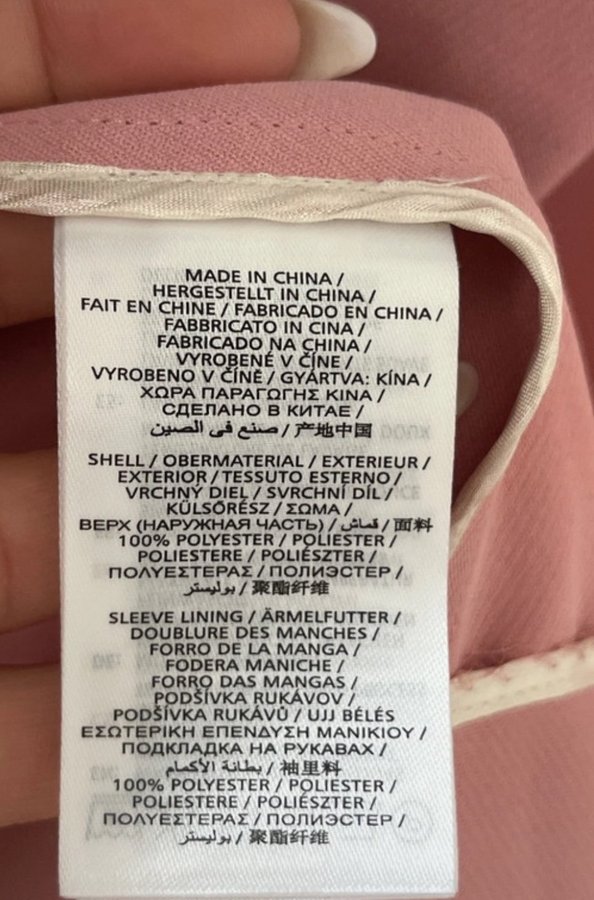 MADE IN CHINA /
HERGESTELLT IN CHINA /
FAIT EN CHINE / FABRICADO EN CHINA /
FABBRICATO IN CINA /
FABRICADO NA CHINA /
VYROBENÉ V ČÍNE /
VYROBENO V ČÍNĚ / GYÁRTVA: KÍNA /
ΧΩΡΑ ΠΑΡΑΓΩΓΗΣ ΚΙΝΑ /
СДЕЛАНО В КИТАЕ /
صنع في الصين / 产地中国
SHELL / OBERMATERIAL / EXTERIEUR /
EXTERIOR / TESSUTO ESTERNO /
VRCHNÝ DIEL / SVRCHNÍ DÍL /
KÜLSŐRÉSZ / ΣΩΜΑ /
ВЕРХ (НАРУЖНАЯ ЧАСТЬ) / قماش / 面料
100% POLYESTER / POLIESTER /
POLIESTERE / POLIÉSZTER /
ΠΟΛΥΕΣΤΕΡΑΣ / ПОЛИЭСТЕР /
بوليستر / 聚酯纤维
SLEEVE LINING / ÄRMELFUTTER /
DOUBLURE DES MANCHES /
FORRO DE LA MANGA /
FODERA MANICHE /
FORRO DAS MANGAS /
PODŠÍVKA RUKÁVOV /
PODŠÍVKA RUKÁVŮ / UJJ BÉLÉS
ΕΣΩΤΕΡΙΚΗ ΕΠΕΝΔΥΣΗ ΜΑΝΙΚΙΟΥ /
ПОДКЛАДКА НА РУКАВАХ /
بطانة الأكمام / 袖里料
100% POLYESTER / POLIESTER /
POLIESTERE / POLIÉSZTER /
ΠΟΛΥΕΣΤΕΡΑΣ / ПОЛИЭСТЕР /
بوليستر / 聚酯纤维